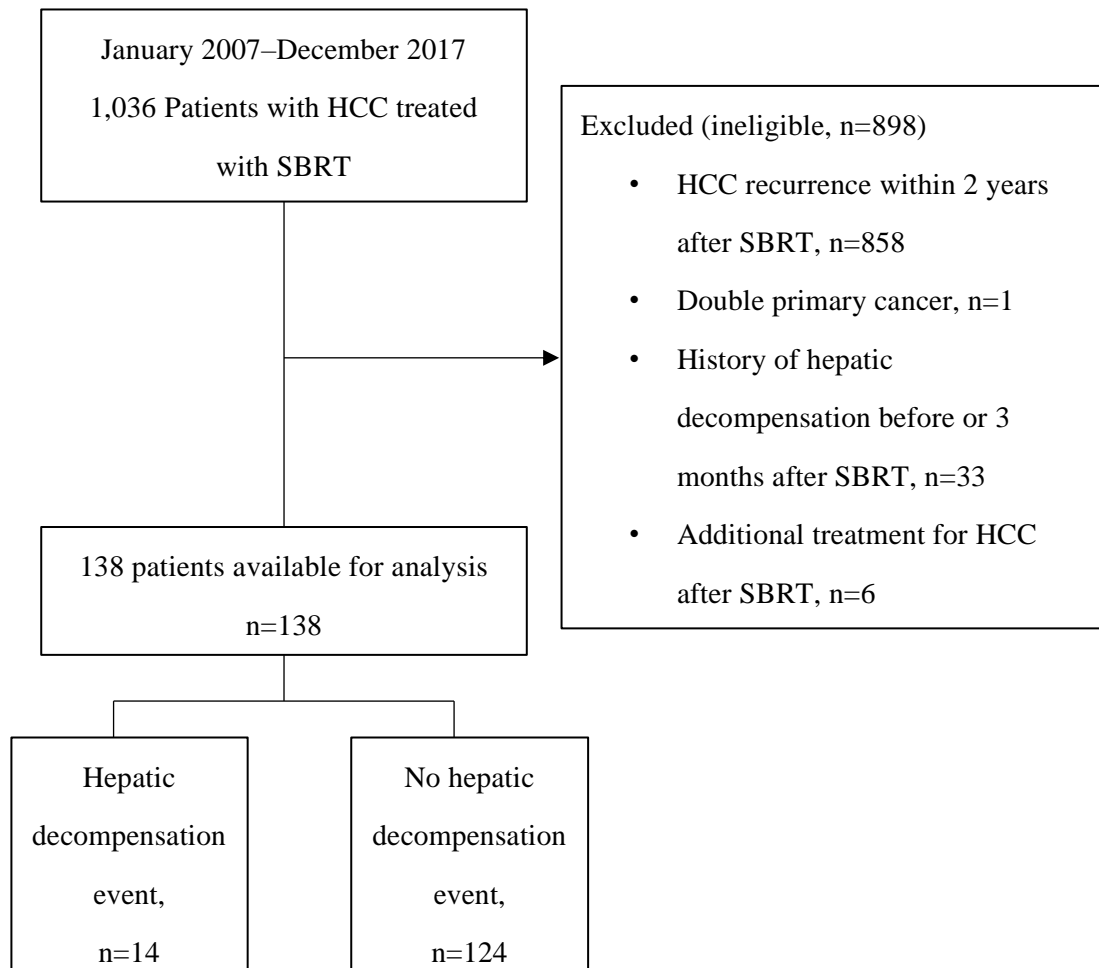 January 2007–December 2017
1,036 Patients with HCC treated
with SBRT
Excluded (ineligible, n=898)
• HCC recurrence within 2 years
after SBRT, n=858
• Double primary cancer, n=1
• History of hepatic
decompensation before or 3
months after SBRT, n=33
• Additional treatment for HCC
after SBRT, n=6
138 patients available for analysis
n=138
Hepatic
decompensation
event,
n=14
No hepatic
decompensation
event,
n=124